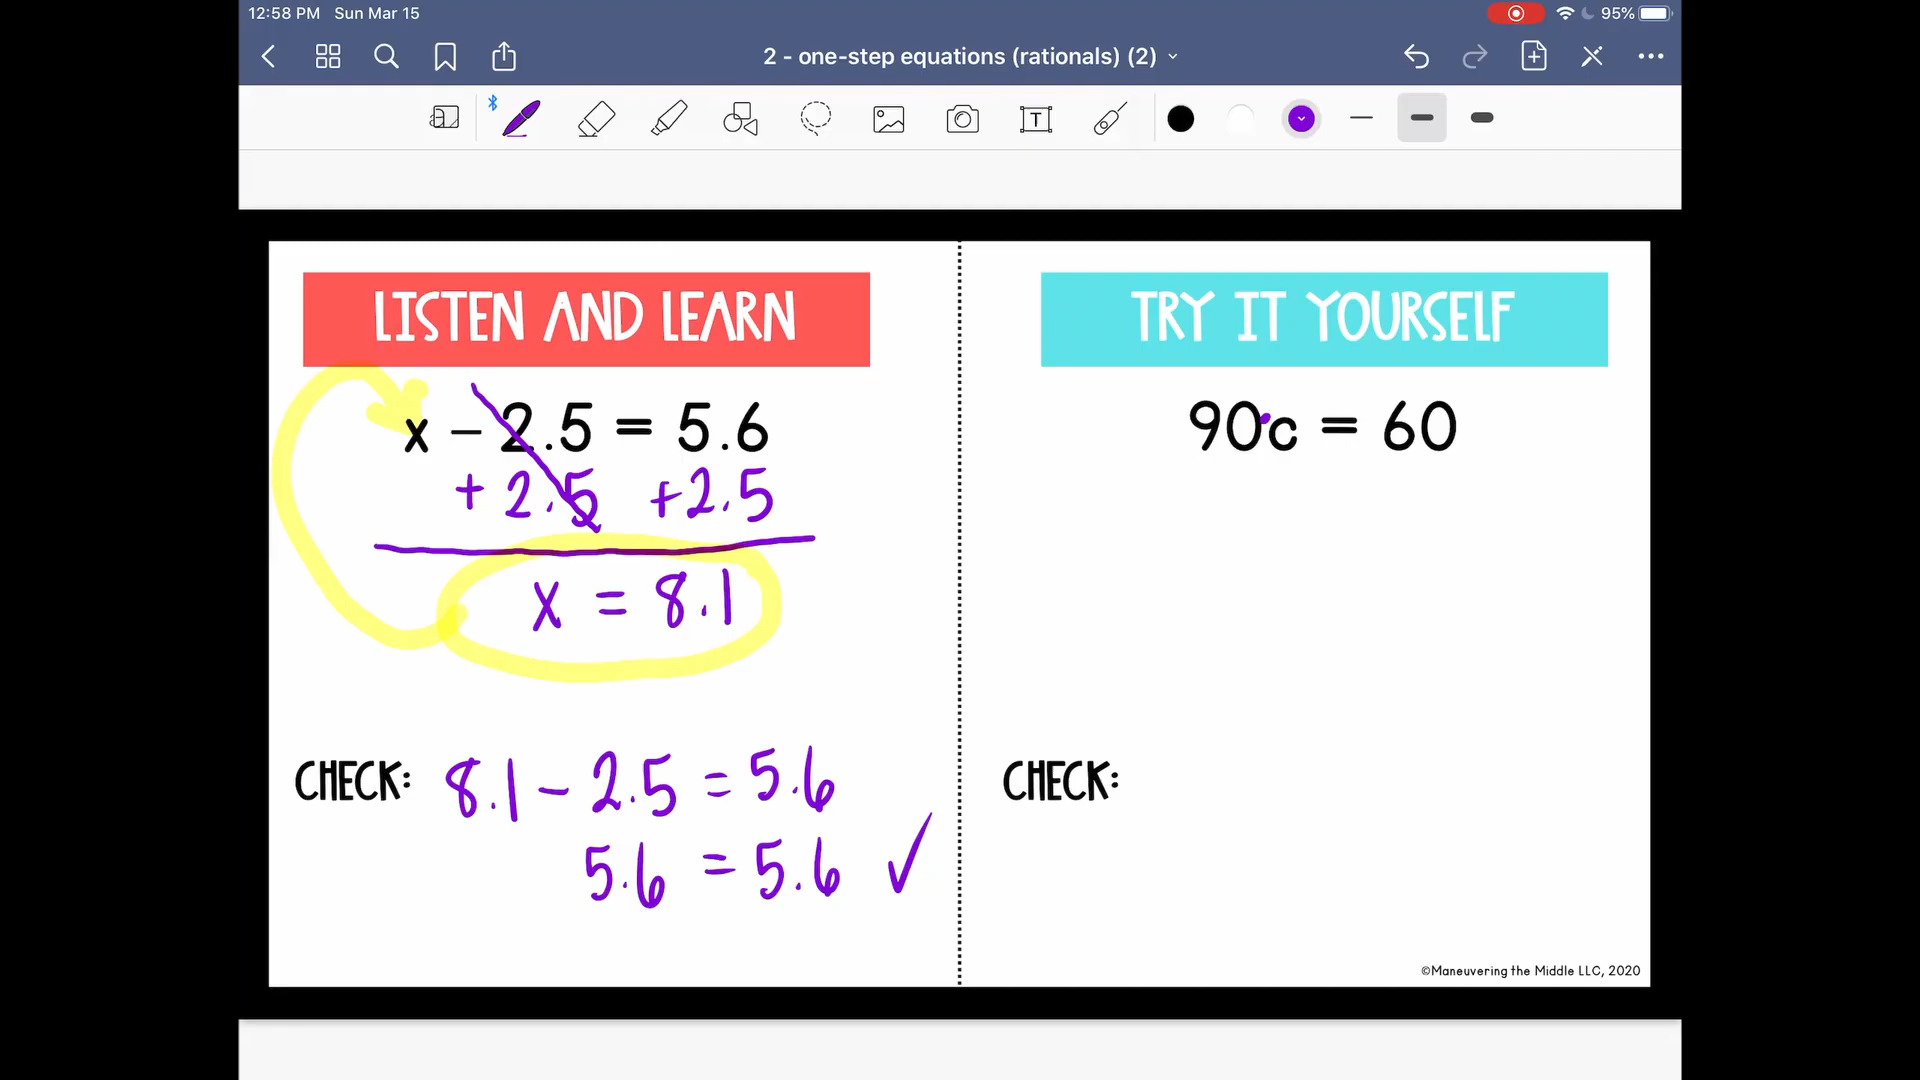 12:58 PM Sun Mar 15
95%
2 - one-step equations (rationals) (2)
LISTEN AND LEARN
x - 2.5 = 5.6
+ 2.5 +2.5
x = 8.1
CHECK: 8.1 - 2.5 = 5.6
5.6 = 5.6 ✓
TRY IT YOURSELF
90·c = 60
CHECK:
©Maneuvering the Middle LLC, 2020